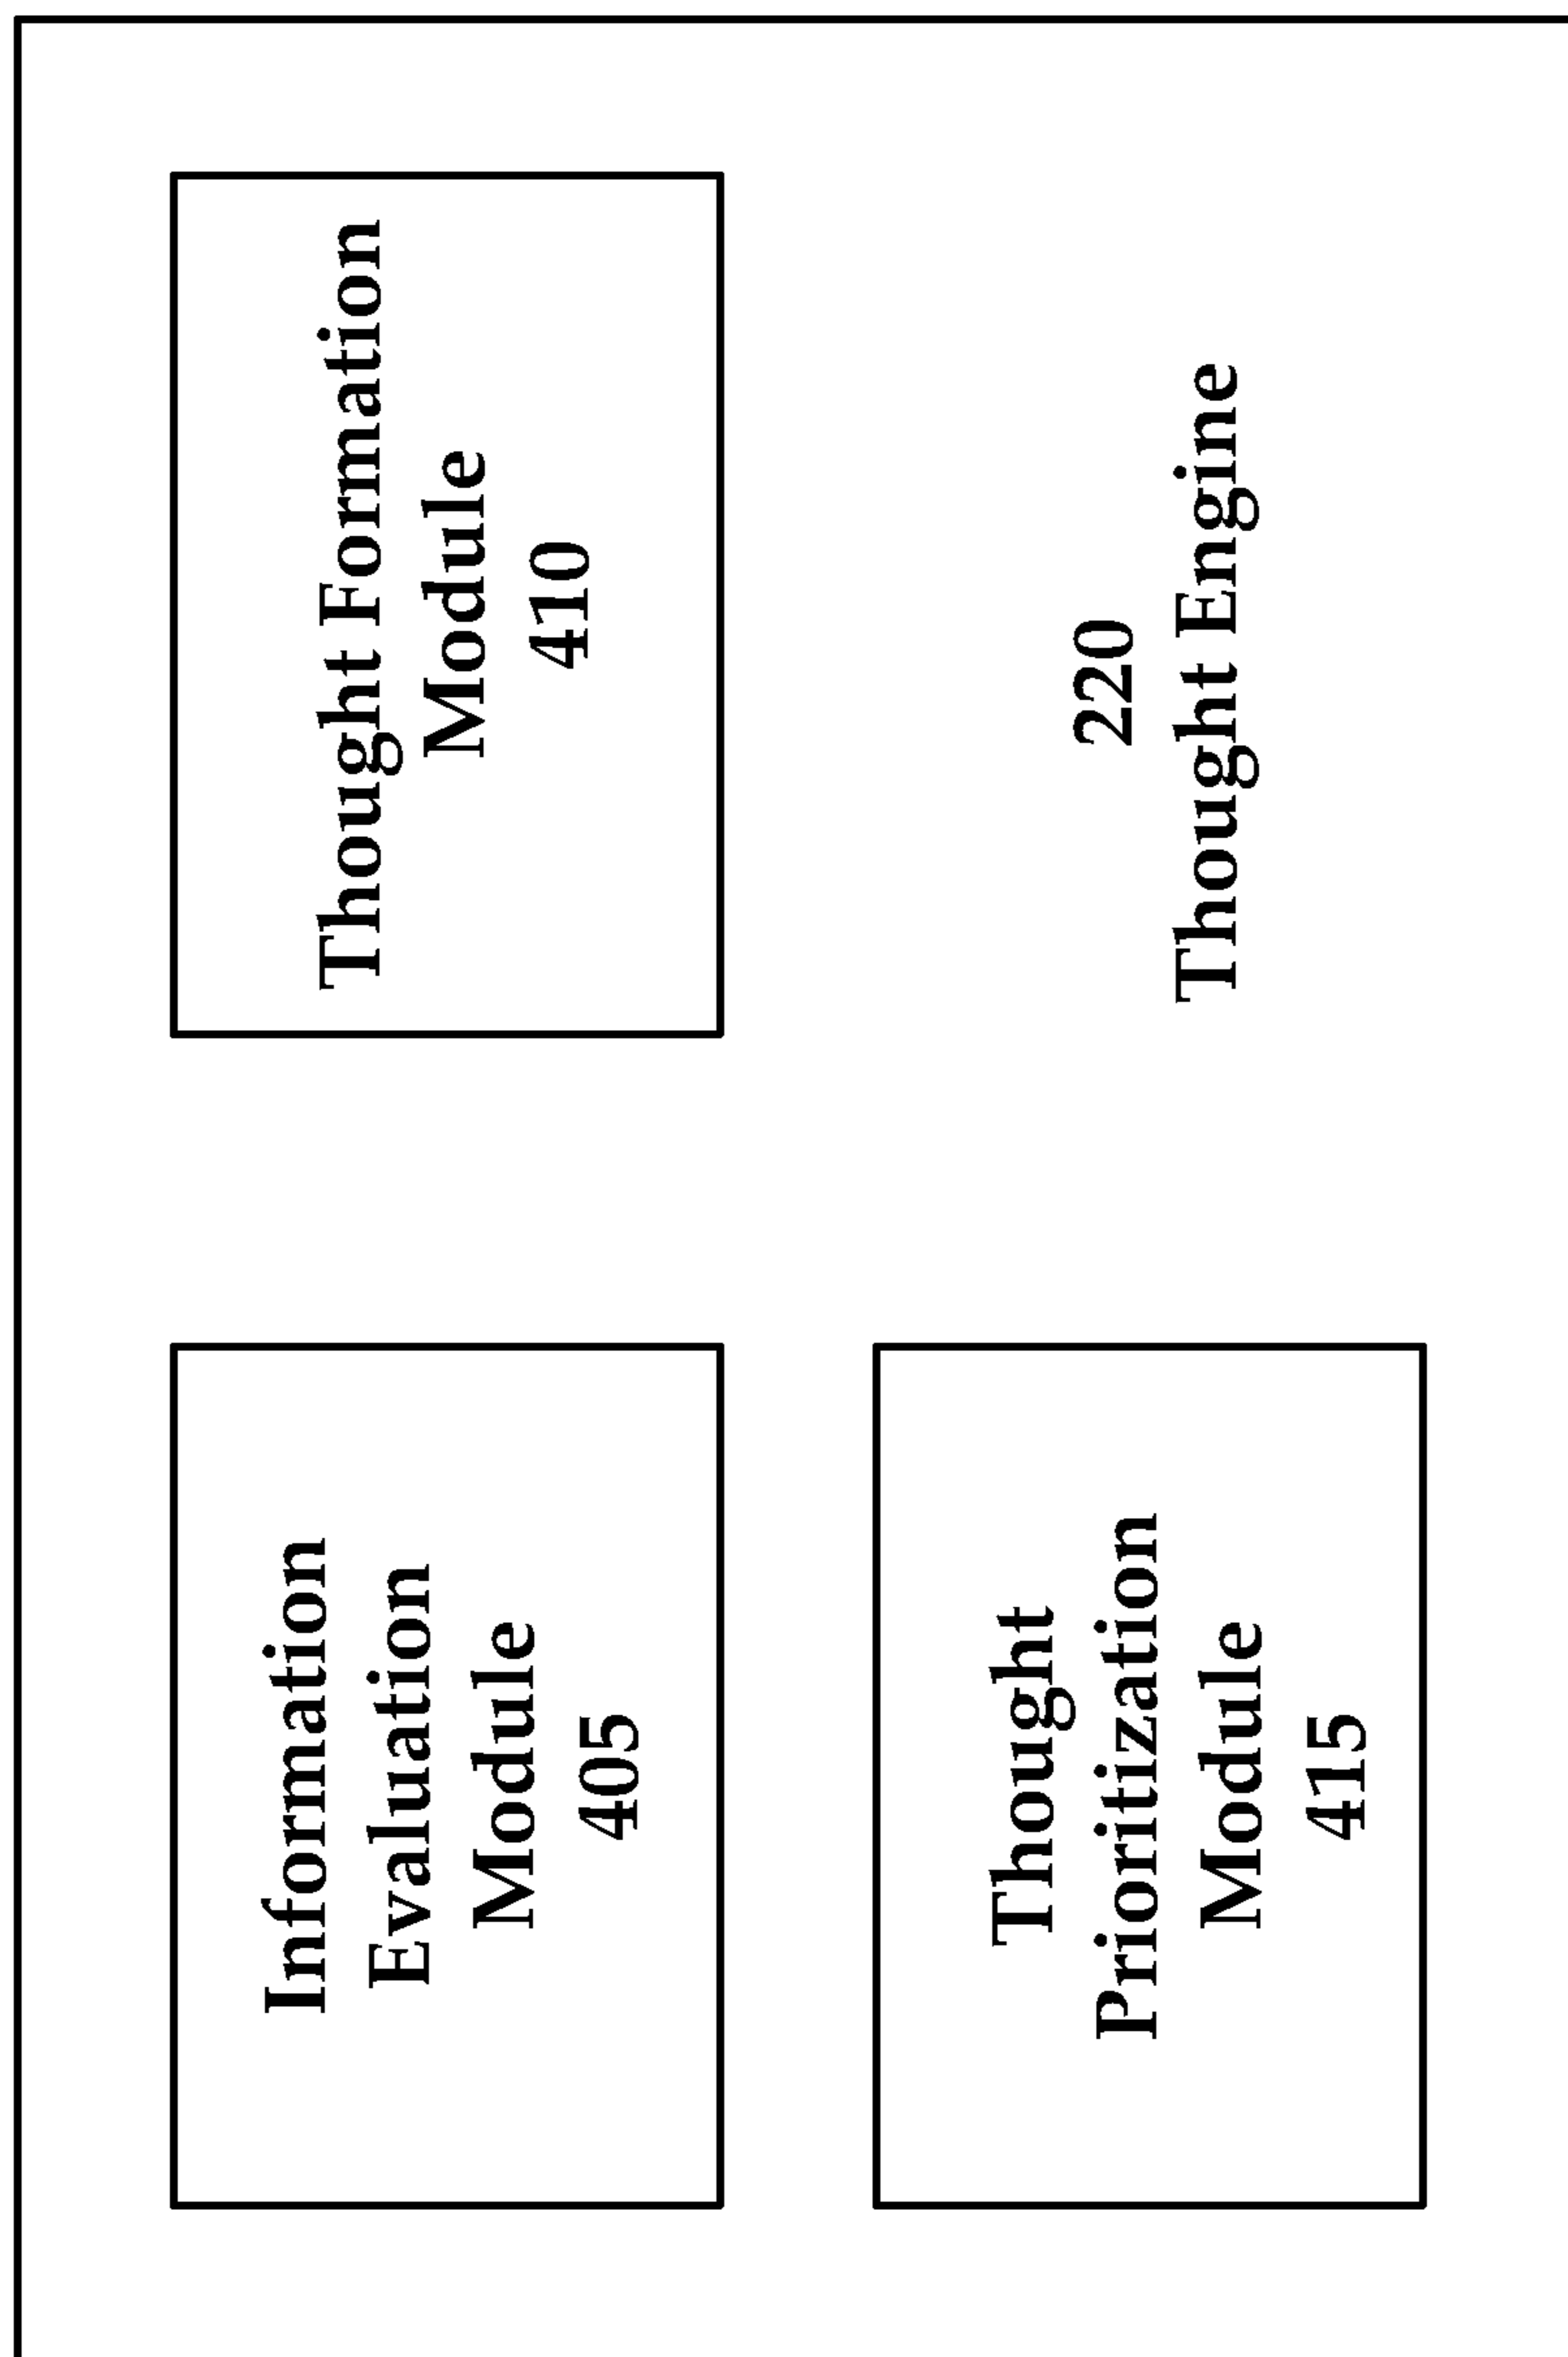 Information
Evaluation
Module
405
Thought Formation
Module
410
Thought
Prioritization
Module
415
220
Thought Engine